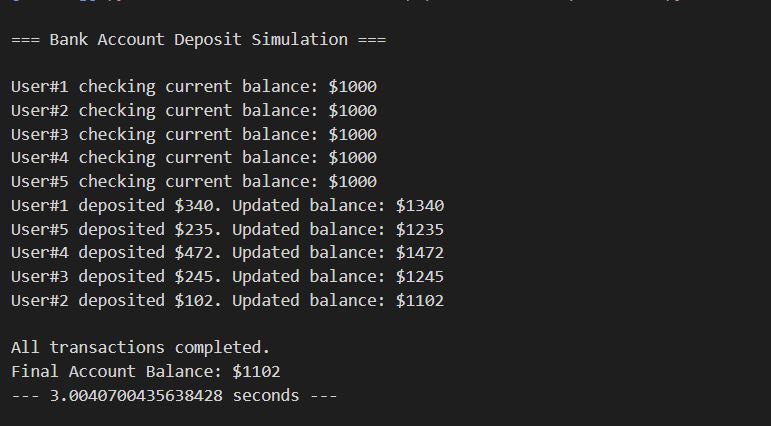 === Bank Account Deposit Simulation ===
User#1 checking current balance: $1000
User#2 checking current balance: $1000
User#3 checking current balance: $1000
User#4 checking current balance: $1000
User#5 checking current balance: $1000
User#1 deposited $340. Updated balance: $1340
User#5 deposited $235. Updated balance: $1235
User#4 deposited $472. Updated balance: $1472
User#3 deposited $245. Updated balance: $1245
User#2 deposited $102. Updated balance: $1102
All transactions completed.
Final Account Balance: $1102
--- 3.0040700435638428 seconds ---